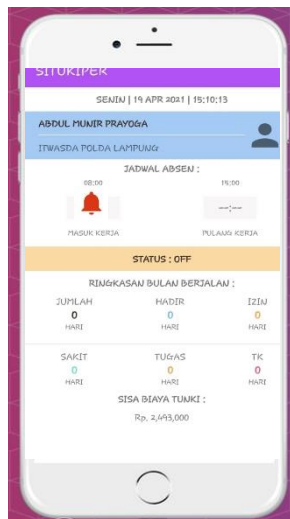 SITUKIPER
SENIN | 19 APR 2021 | 15:10:13
ABDUL MUNIR PRAYOGA
ITWASDA POLDA LAMPUNG
JADWAL ABSEN :
08:00 15:00
--:--
MASUK KERJA PULANG KERJA
STATUS : OFF
RINGKASAN BULAN BERJALAN :
JUMLAH HADIR IZIN
0 0 0
HARI HARI HARI
SAKIT TUGAS TK
0 0 0
HARI HARI HARI
SISA BIAYA TUNKI :
Rp. 2,493,000